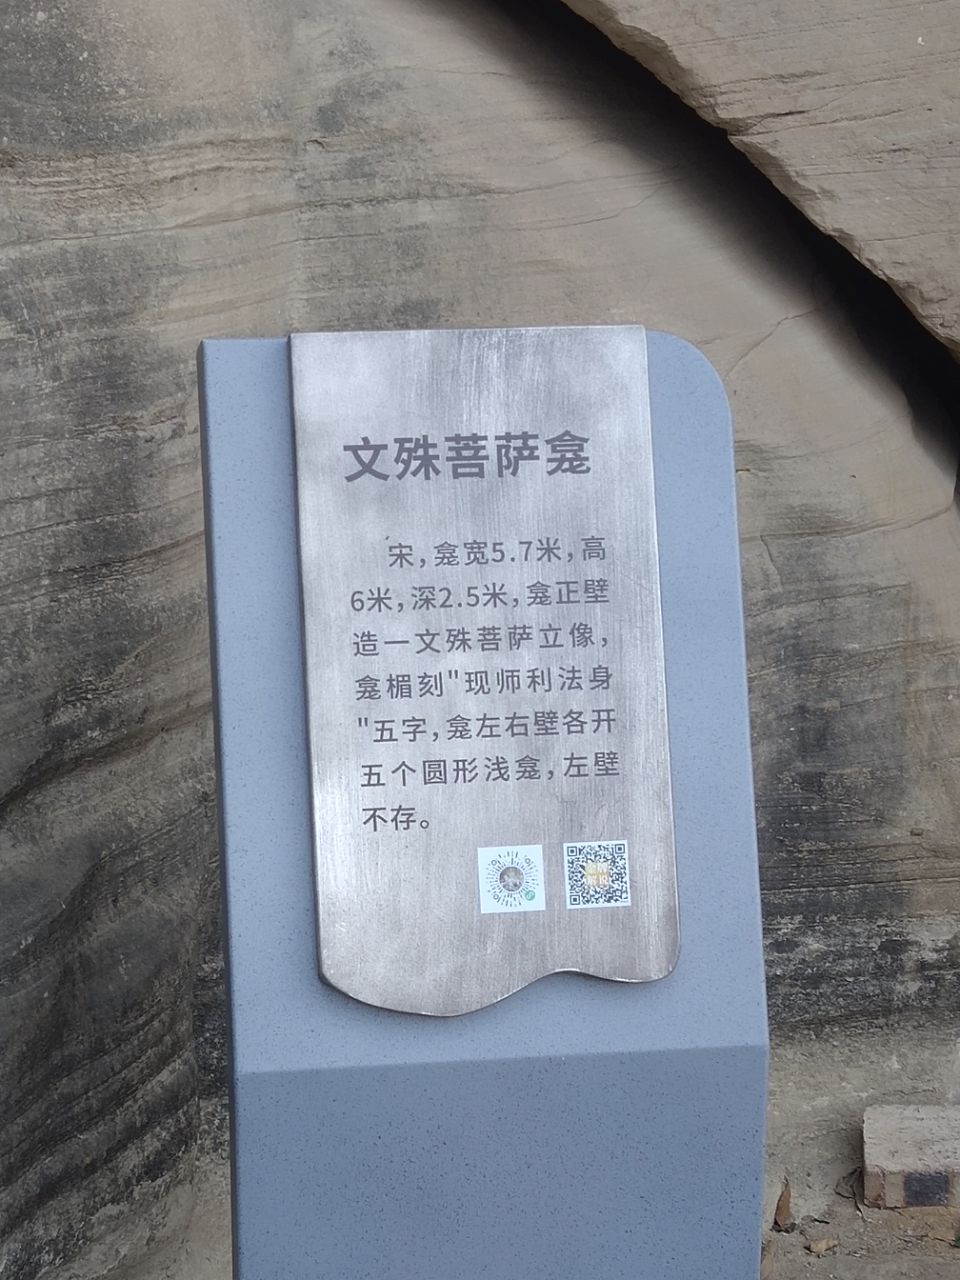 文殊菩萨龛
宋，龛宽5.7米，高
6米，深2.5米，龛正壁
造一文殊菩萨立像，
龛楣刻"现师利法身
"五字，龛左右壁各开
五个圆形浅龛，左壁
不存。